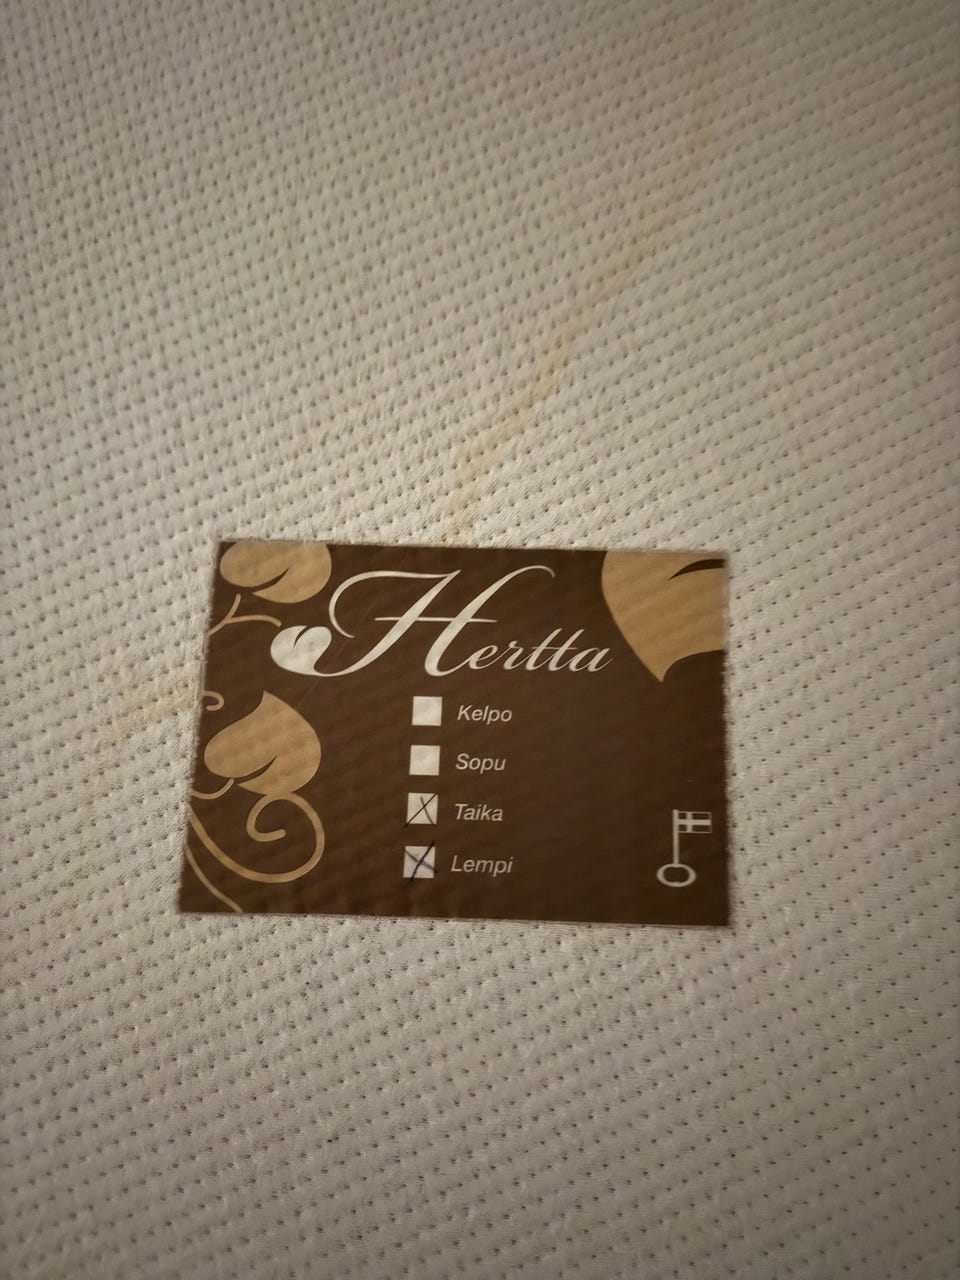 Hertta
Kelpo
Sopu
Taika
Lempi